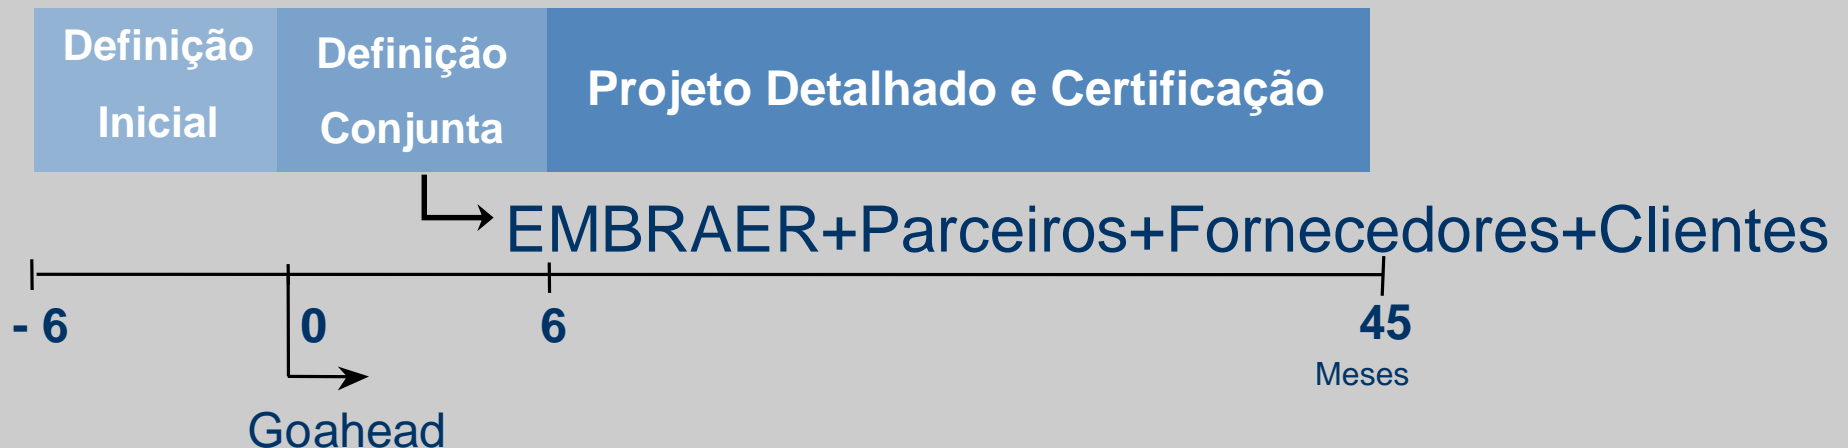 Definição
Inicial
Definição
Conjunta
Projeto Detalhado e Certificação
EMBRAER+Parceiros+Fornecedores+Clientes
- 6
0
6
45
Meses
Goahead